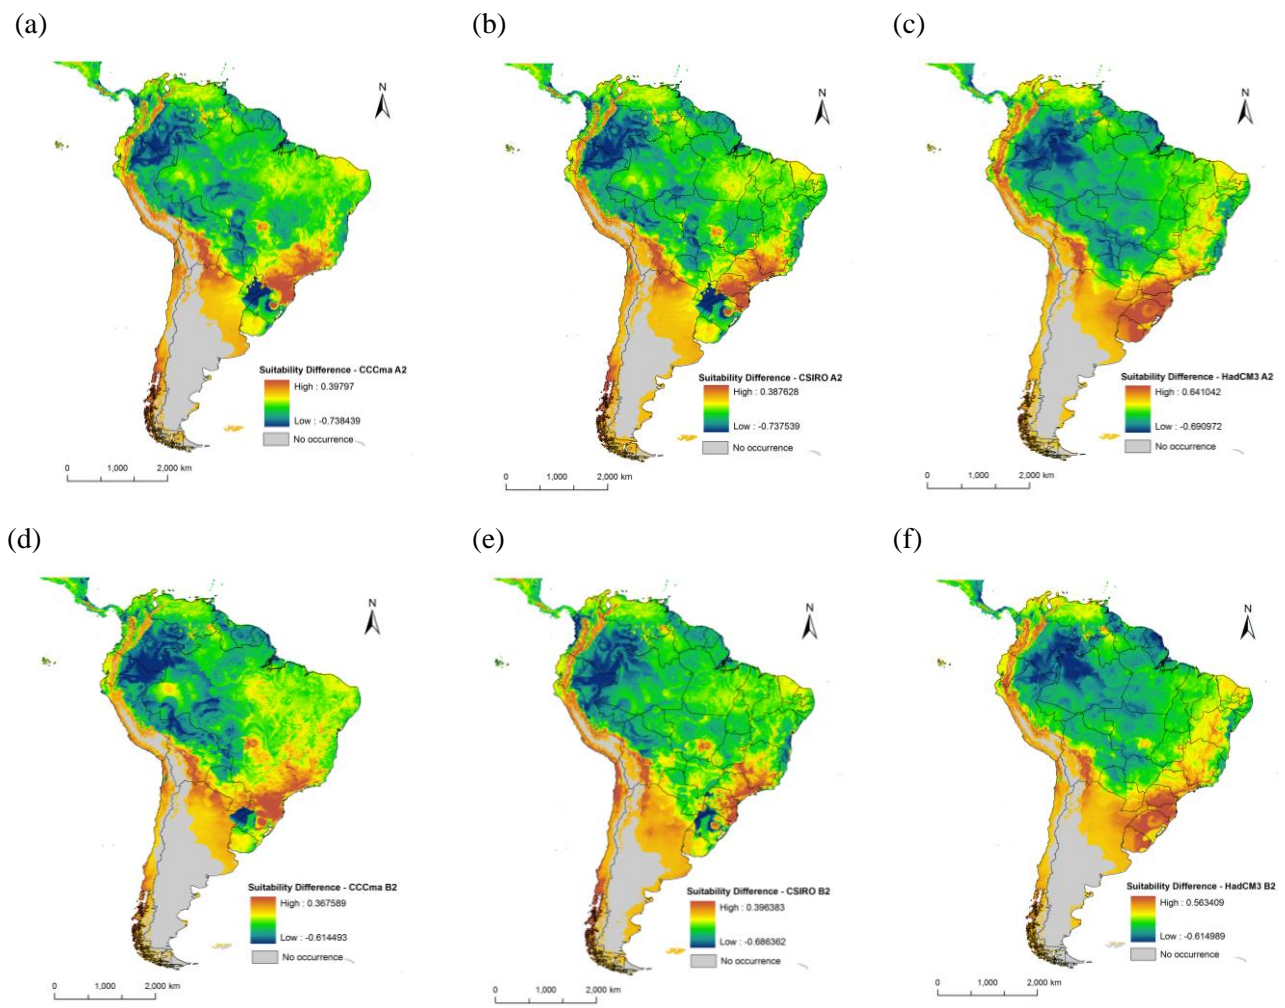 (a)
(b)
(c)
N
N
N
Suitability Difference - CCCma A2
High : 0.39797
Low : -0.738439
No occurrence
0 1,000 2,000 km
Suitability Difference - CSIRO A2
High : 0.387628
Low : -0.737539
No occurrence
0 1,000 2,000 km
Suitability Difference - HadCM3 A2
High : 0.641042
Low : -0.690972
No occurrence
0 1,000 2,000 km
(d)
(e)
(f)
N
N
N
Suitability Difference - CCCma B2
High : 0.367589
Low : -0.614493
No occurrence
0 1,000 2,000 km
Suitability Difference - CSIRO B2
High : 0.396383
Low : -0.686362
No occurrence
0 1,000 2,000 km
Suitability Difference - HadCM3 B2
High : 0.563409
Low : -0.614989
No occurrence
0 1,000 2,000 km